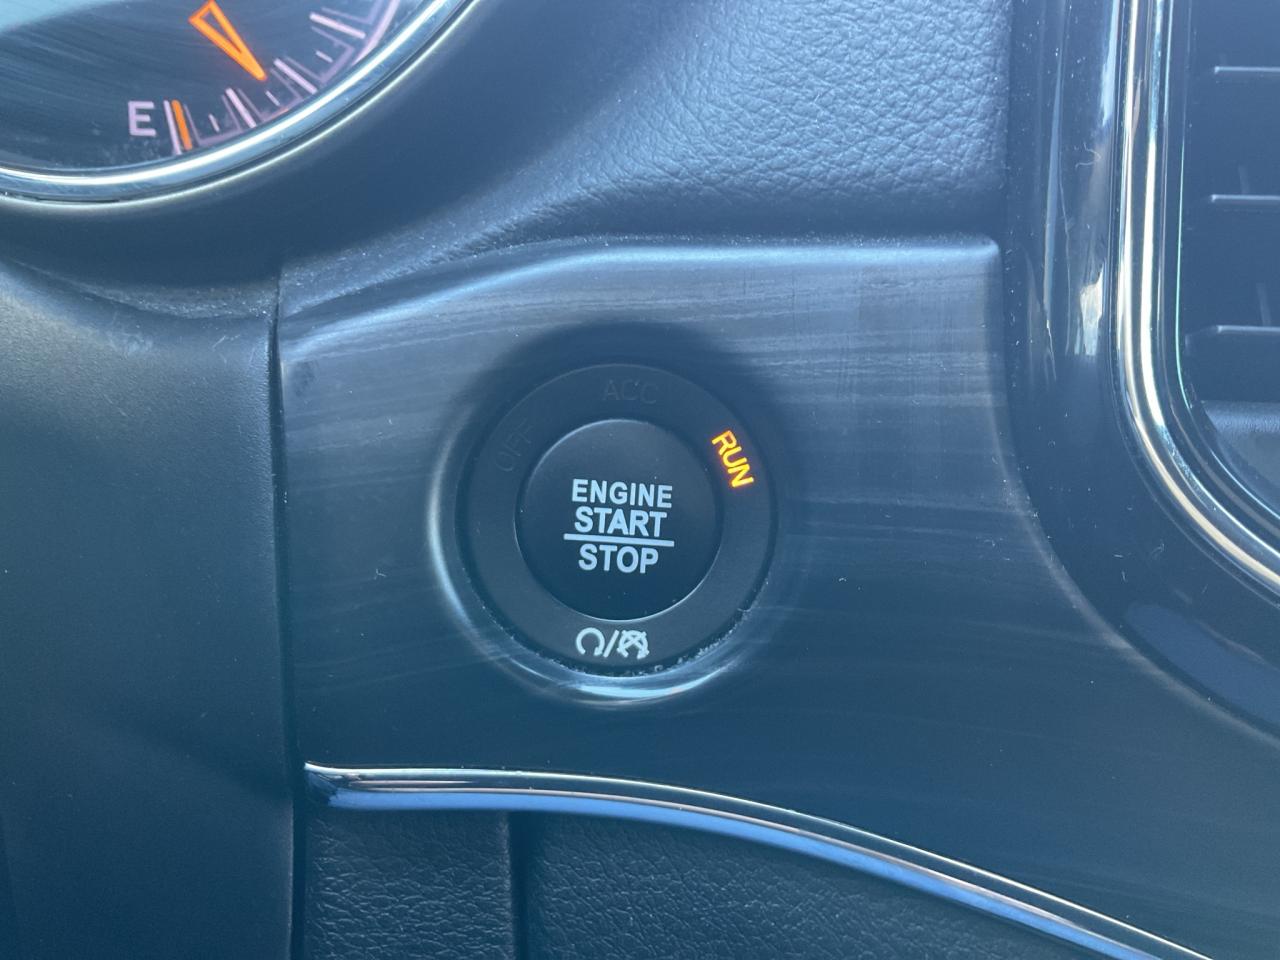 E
ACC
OFF
RUN
ENGINE
START
STOP
/